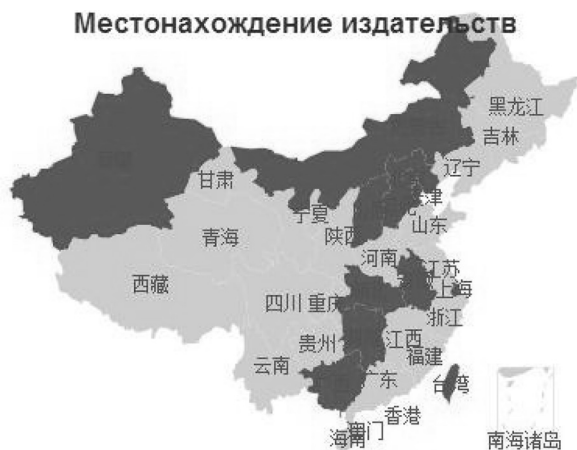 Местонахождение издательств
黑龙江
吉林
辽宁
甘肃
天津
宁夏
山东
陕西
青海
河南
江苏
西藏
四川 重庆
上海
浙江
贵州
江西
福建
云南
广东
台湾
香港
澳门
海南
南海诸岛